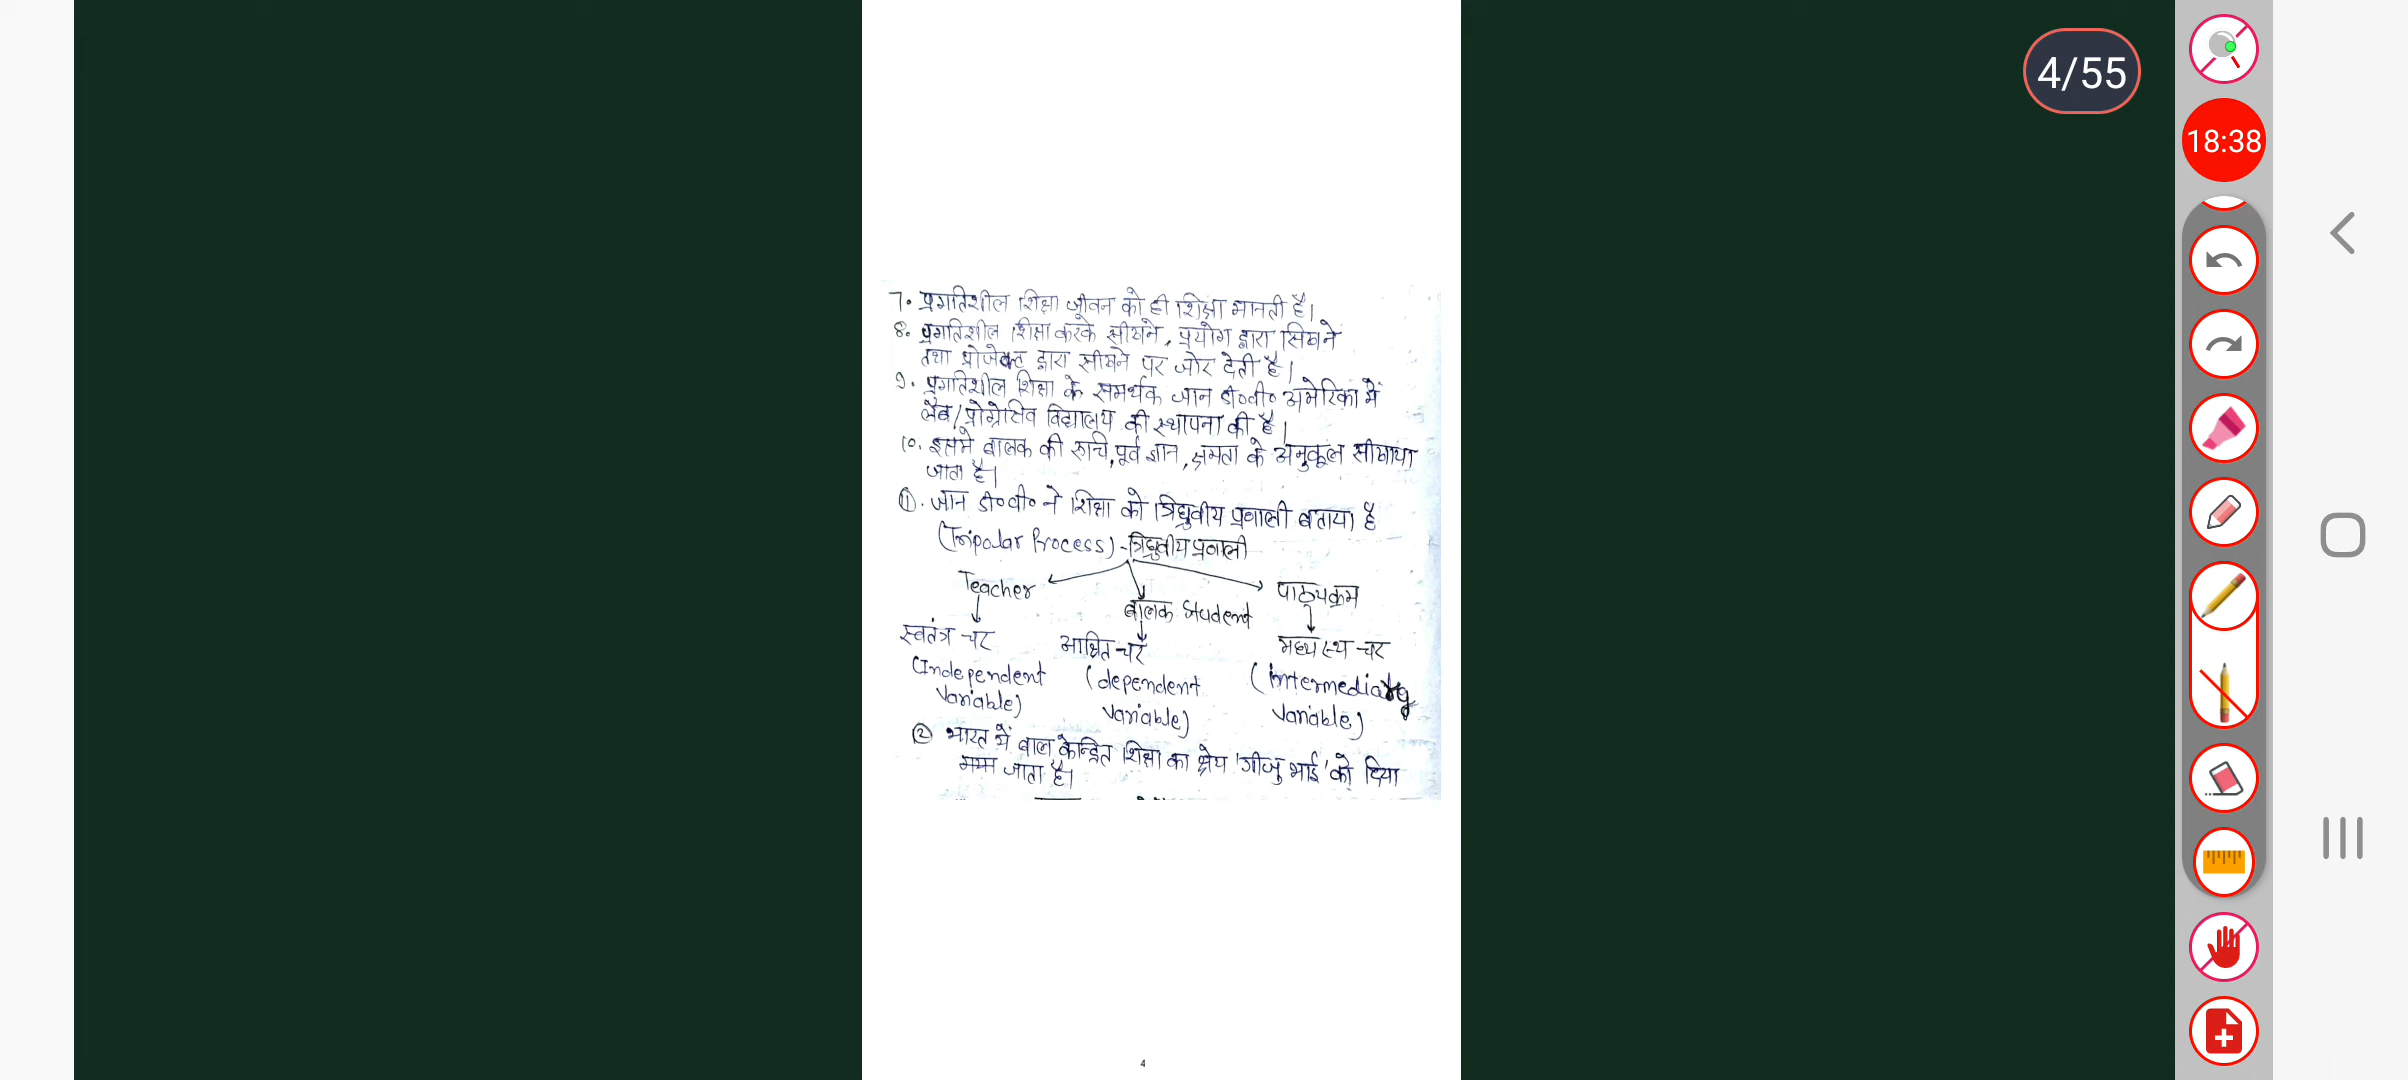 4/55
18:38
7. प्रगतिशील शिक्षा जीवन को ही शिक्षा मानती है।
8. प्रगतिशील शिक्षा करके सीखने, प्रयोग द्वारा सिखने
तथा प्रोजेक्ट द्वारा सीखने पर जोर देती है।
9. प्रगतिशील शिक्षा के समर्थक जान डी०वी० अमेरिका में
लैब/प्रोग्रेसिव विद्यालय की स्थापना की है।
10. इसमे बालक की रुचि, पूर्व ज्ञान, क्षमता के अनुकूल सीखाया
जाता है।
①. जान डी०वी० ने शिक्षा को त्रिध्रुवीय प्रणाली बताया है
(Tripolar Process) - त्रिध्रुवीय प्रणाली
Teacher बालक Student पाठ्यक्रम
स्वतंत्र चर आश्रित चर मध्यस्थ चर
(Independent (dependent (intermediary
Variable) Variable) Variable)
② भारत में बाल केन्द्रित शिक्षा का श्रेय 'गीजु भाई' को दिया
जाता है।
4